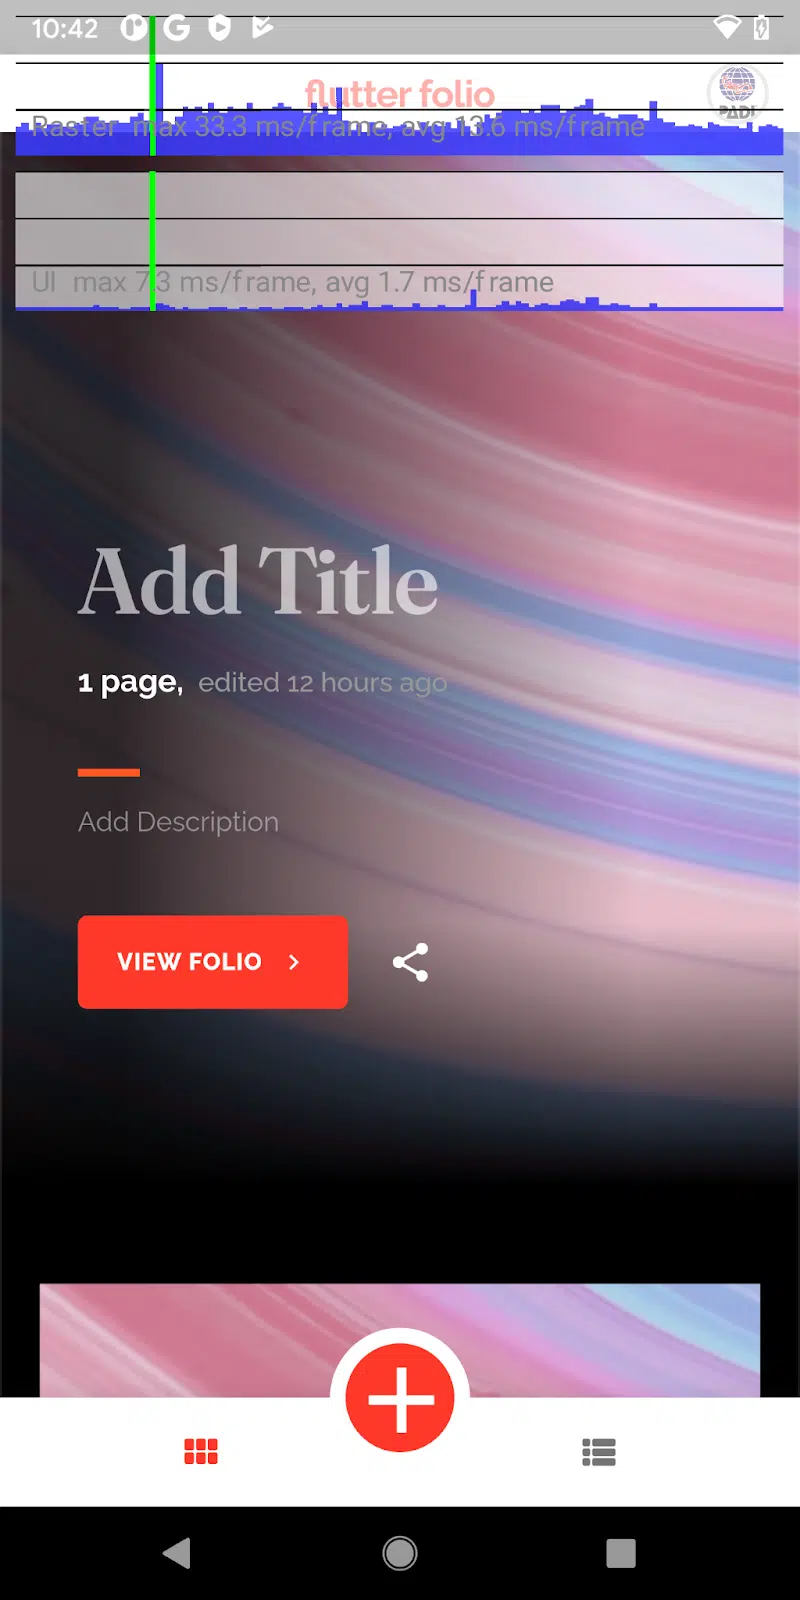 10:42
flutter folio
PADI
Raster max 33.3 ms/frame, avg 13.6 ms/frame
UI max 7.3 ms/frame, avg 1.7 ms/frame
Add Title
1 page, edited 12 hours ago
Add Description
VIEW FOLIO